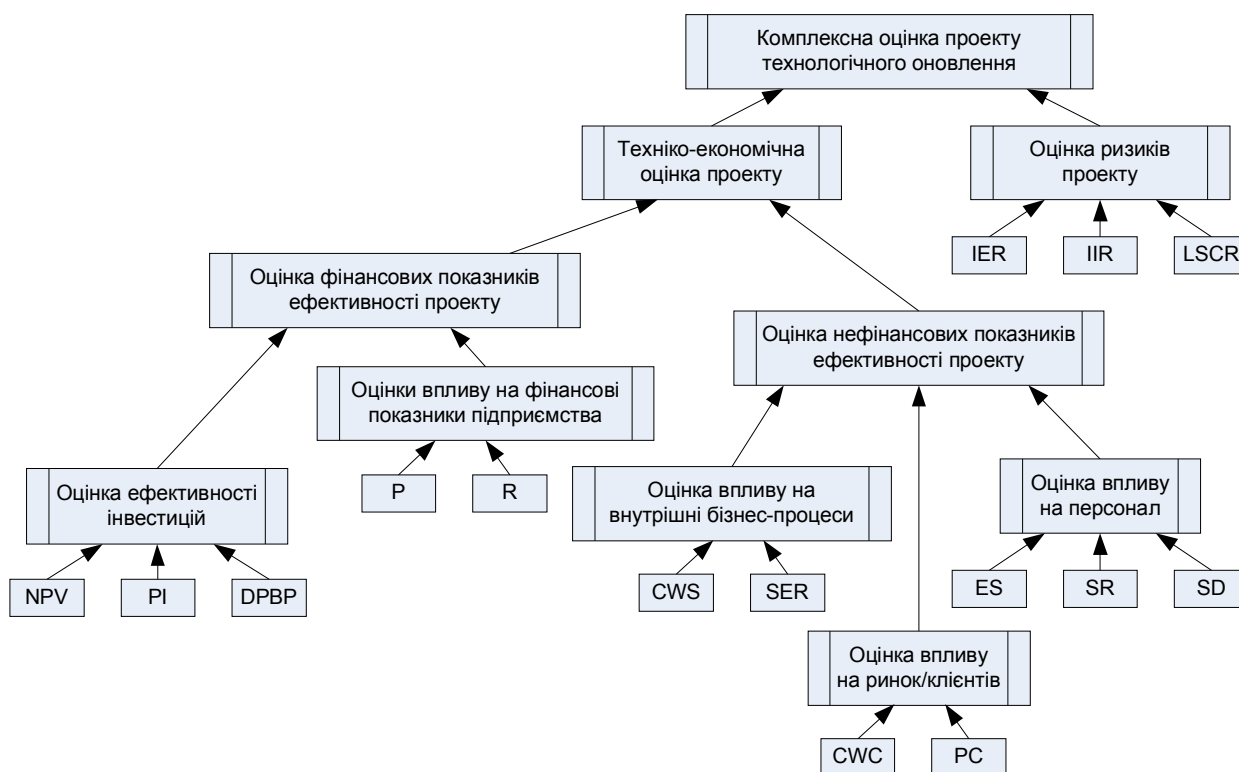 Комплексна оцінка проекту
технологічного оновлення
Техніко-економічна
оцінка проекту
Оцінка ризиків
проекту
IER
IIR
LSCR
Оцінка фінансових показників
ефективності проекту
Оцінка нефінансових показників
ефективності проекту
Оцінки впливу на фінансові
показники підприємства
P
R
Оцінка ефективності
інвестицій
Оцінка впливу на
внутрішні бізнес-процеси
Оцінка впливу
на персонал
NPV
PI
DPBP
CWS
SER
ES
SR
SD
Оцінка впливу
на ринок/клієнтів
CWC
PC